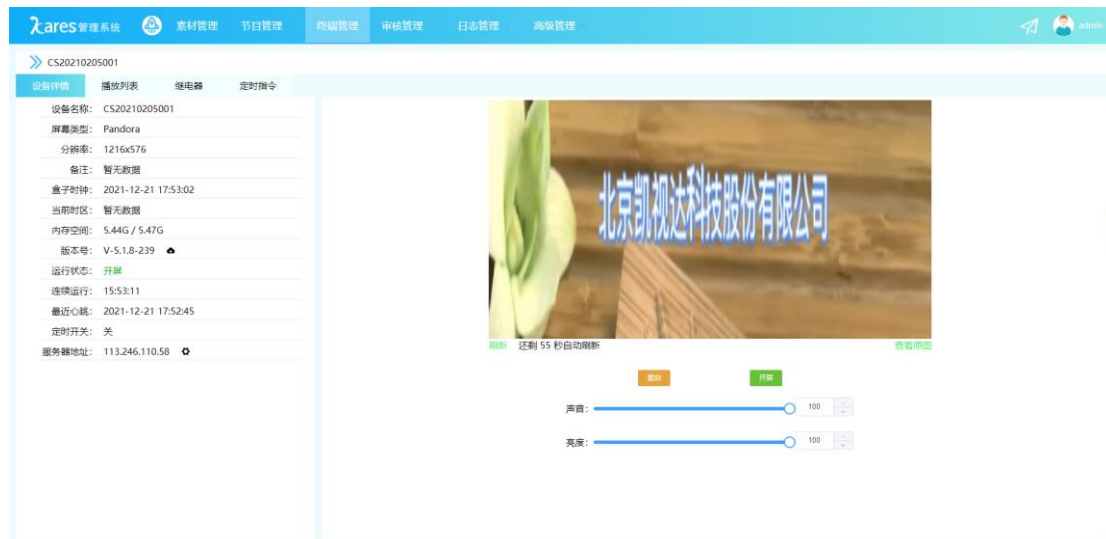 kares 管理系统 素材管理 节目管理 终端管理 审核管理 日志管理 高级管理 admin
CS20210205001
设备详情 播放列表 继电器 定时指令
设备名称: CS20210205001
屏幕类型: Pandora
分辨率: 1216x576
备注: 暂无数据
盒子时钟: 2021-12-21 17:53:02
当前时区: 暂无数据
内存空间: 5.44G / 5.47G
版本号: V-5.1.8-239
运行状态: 开屏
连续运行: 15:53:11
最近心跳: 2021-12-21 17:52:45
定时开关: 关
服务器地址: 113.246.110.58
北京凯视达科技股份有限公司
刷新 还剩 55 秒自动刷新 查看原图
重启 开屏
声音: 100
亮度: 100